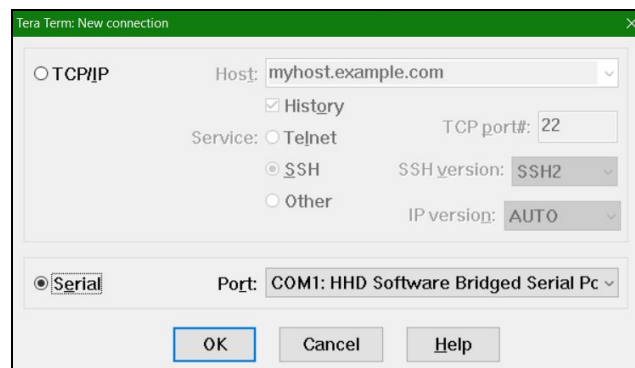 Tera Term: New connection
TCP/IP
Host: myhost.example.com
History
Service: Telnet
TCP port#: 22
SSH
SSH version: SSH2
Other
IP version: AUTO
Serial
Port: COM1: HHD Software Bridged Serial Pc
OK
Cancel
Help